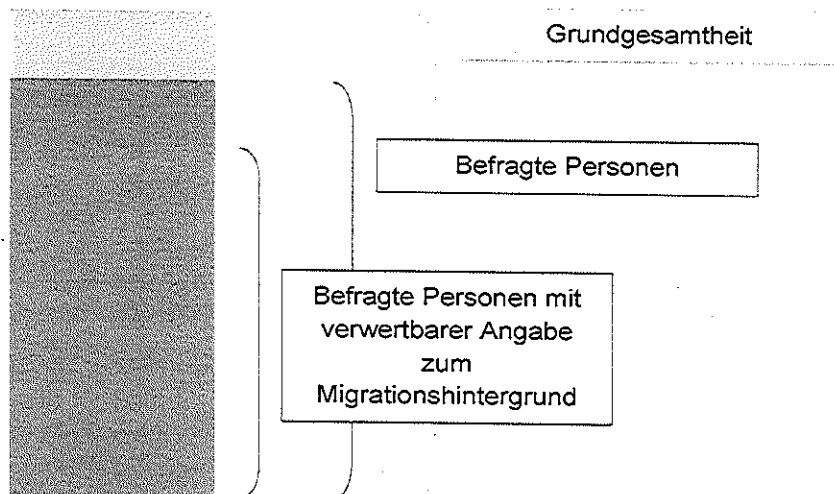 Grundgesamtheit
Befragte Personen
Befragte Personen mit
verwertbarer Angabe
zum
Migrationshintergrund